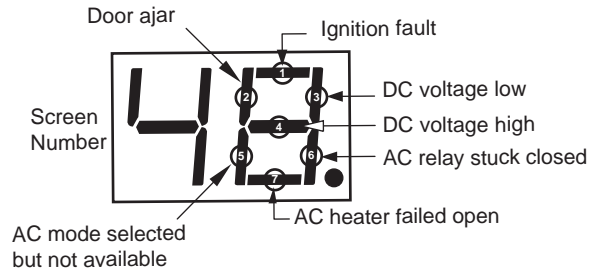 Door ajar
Ignition fault
1
2
3
DC voltage low
Screen
Number
4
4
DC voltage high
5
6
AC relay stuck closed
7
AC heater failed open
AC mode selected
but not available